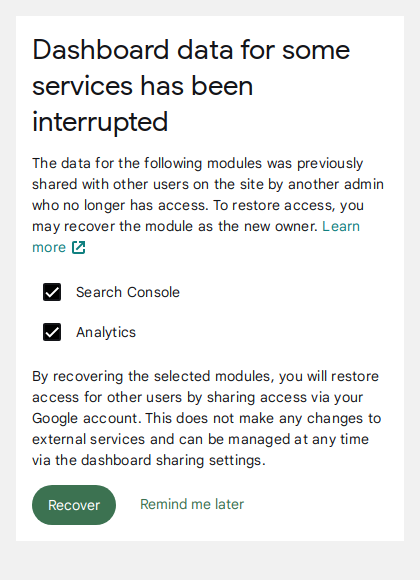 Dashboard data for some
services has been
interrupted
The data for the following modules was previously
shared with other users on the site by another admin
who no longer has access. To restore access, you
may recover the module as the new owner. Learn
more
Search Console
Analytics
By recovering the selected modules, you will restore
access for other users by sharing access via your
Google account. This does not make any changes to
external services and can be managed at any time
via the dashboard sharing settings.
Recover
Remind me later